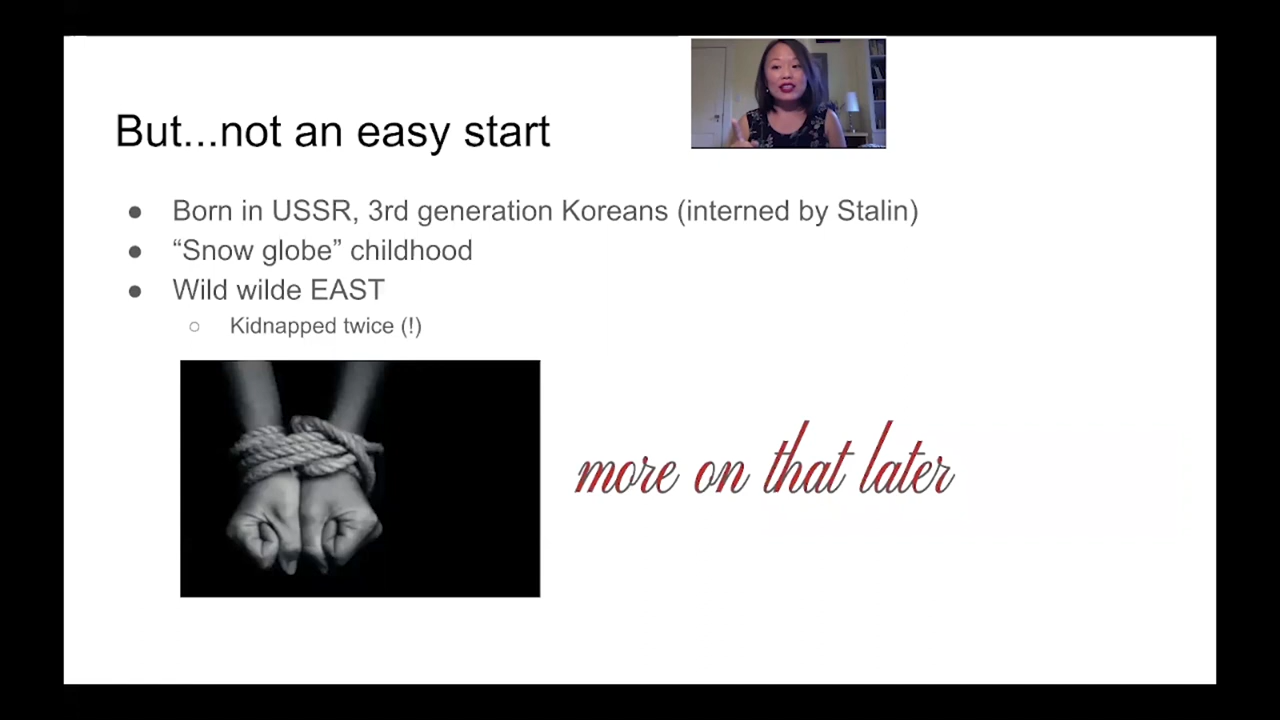 But...not an easy start
● Born in USSR, 3rd generation Koreans (interned by Stalin)
● “Snow globe” childhood
● Wild wilde EAST
○ Kidnapped twice (!)
more on that later